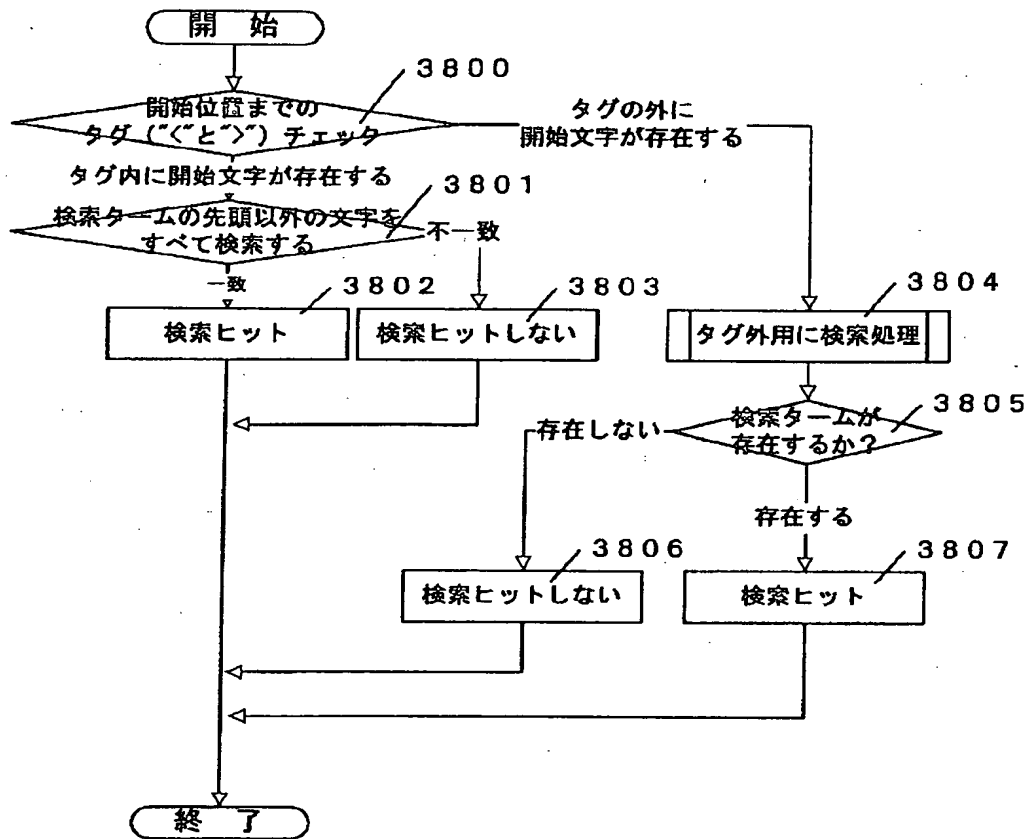 開 始
3800
開始位置までの
タグ("<"と">")チェッタ
タグの外に
開始文字が存在する
タグ内に開始文字が存在する
3801
検索タームの先頭以外の文字を
すべて検索する
不一致
一致
3802
検索ヒット
3803
検索ヒットしない
3804
タグ外用に検索処理
3805
検索タームが
存在するか?
存在しない
存在する
3806
検索ヒットしない
3807
検索ヒット
終 了